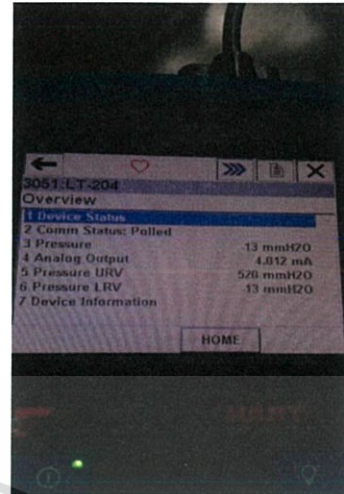 3051:LT-204
Overview
1 Device Status
2 Comm Status: Polled
3 Pressure 13 mmH2O
4 Analog Output 4.012 mA
5 Pressure URV 520 mmH2O
6 Pressure LRV 13 mmH2O
7 Device Information
HOME